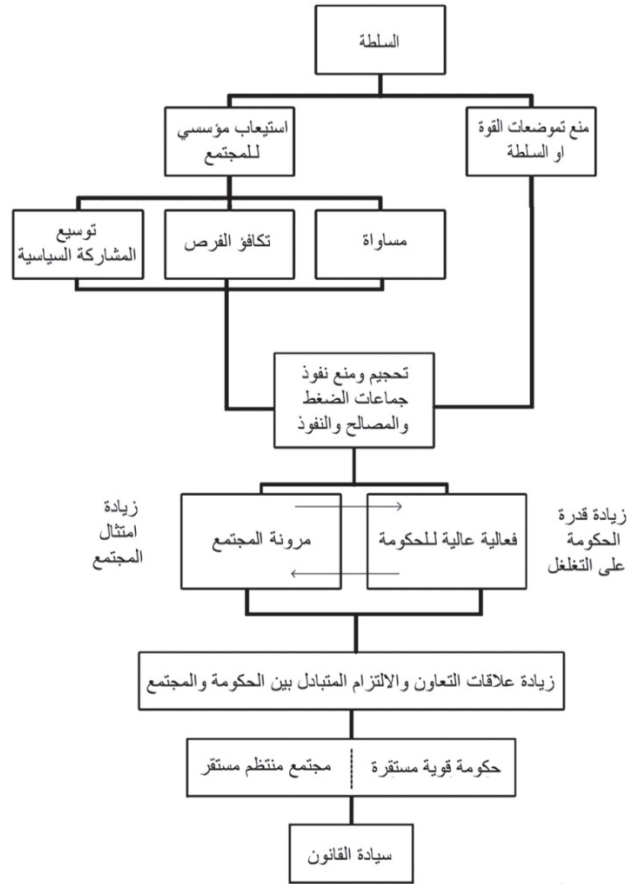 السلطة
منع تموضعات القوة
او السلطة
استيعاب مؤسسي
للمجتمع
مساواة
تكافؤ الفرص
توسيع
المشاركة السياسية
تحجيم ومنع نفوذ
جماعات الضغط
والمصالح والنفوذ
زيادة قدرة
الحكومة
على التغلغل
فعالية عالية للحكومة
مرونة المجتمع
زيادة
امتثال
المجتمع
زيادة علاقات التعاون والالتزام المتبادل بين الحكومة والمجتمع
حكومة قوية مستقرة
مجتمع منتظم مستقر
سيادة القانون